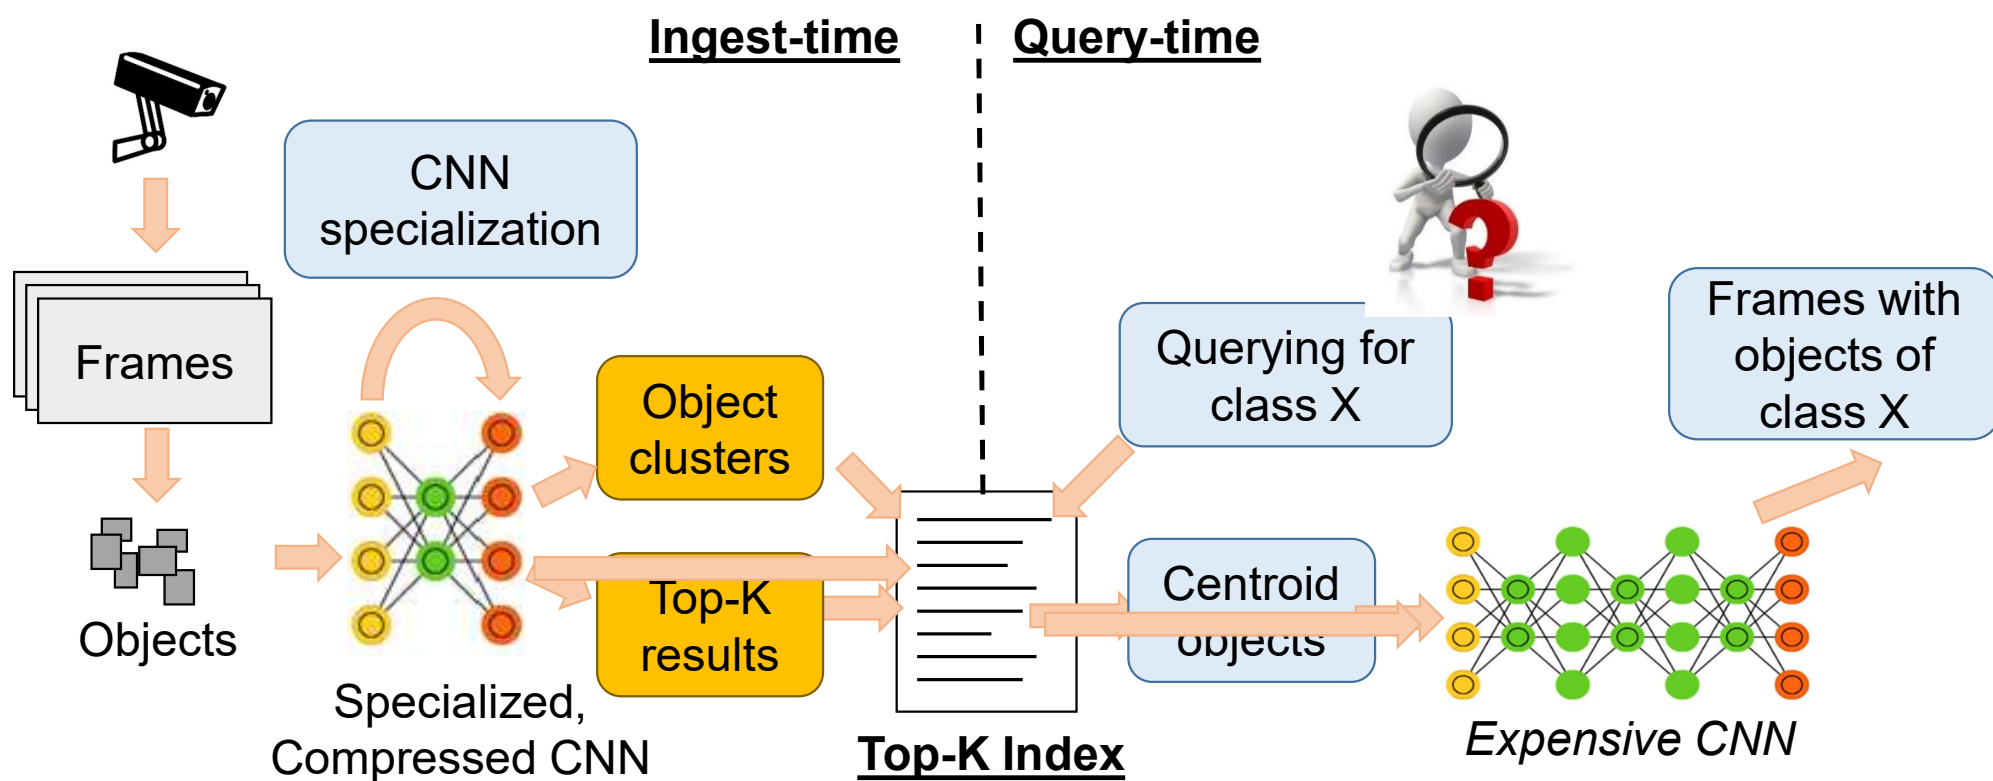 Ingest-time
Query-time
CNN
specialization
Frames
Objects
Specialized,
Compressed CNN
Object
clusters
Top-K
results
Top-K Index
Querying for
class X
Centroid
objects
Expensive CNN
Frames with
objects of
class X